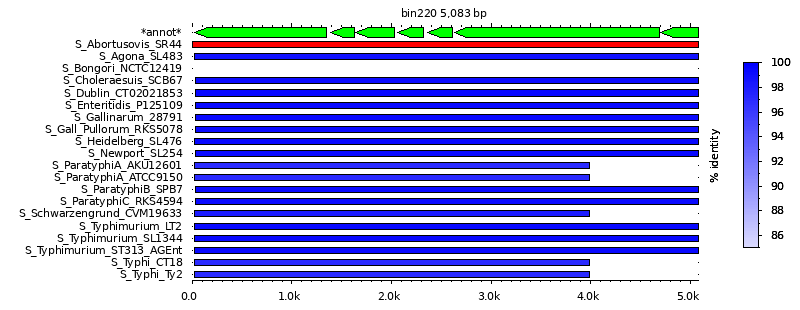 bin220 5,083 bp
*annot*
S_Abortusovis_SR44
S_Agona_SL483
S_Bongori_NCTC12419
S_Choleraesuis_SCB67
S_Dublin_CT02021853
S_Enteritidis_P125109
S_Gallinarum_28791
S_Gall_Pullorum_RKS5078
S_Heidelberg_SL476
S_Newport_SL254
S_ParatyphiA_AKU12601
S_ParatyphiA_ATCC9150
S_ParatyphiB_SPB7
S_ParatyphiC_RKS4594
S_Schwarzengrund_CVM19633
S_Typhimurium_LT2
S_Typhimurium_SL1344
S_Typhimurium_ST313_AGEnt
S_Typhi_CT18
S_Typhi_Ty2
0.0 1.0k 2.0k 3.0k 4.0k 5.0k
% identity
100
98
96
94
92
90
88
86